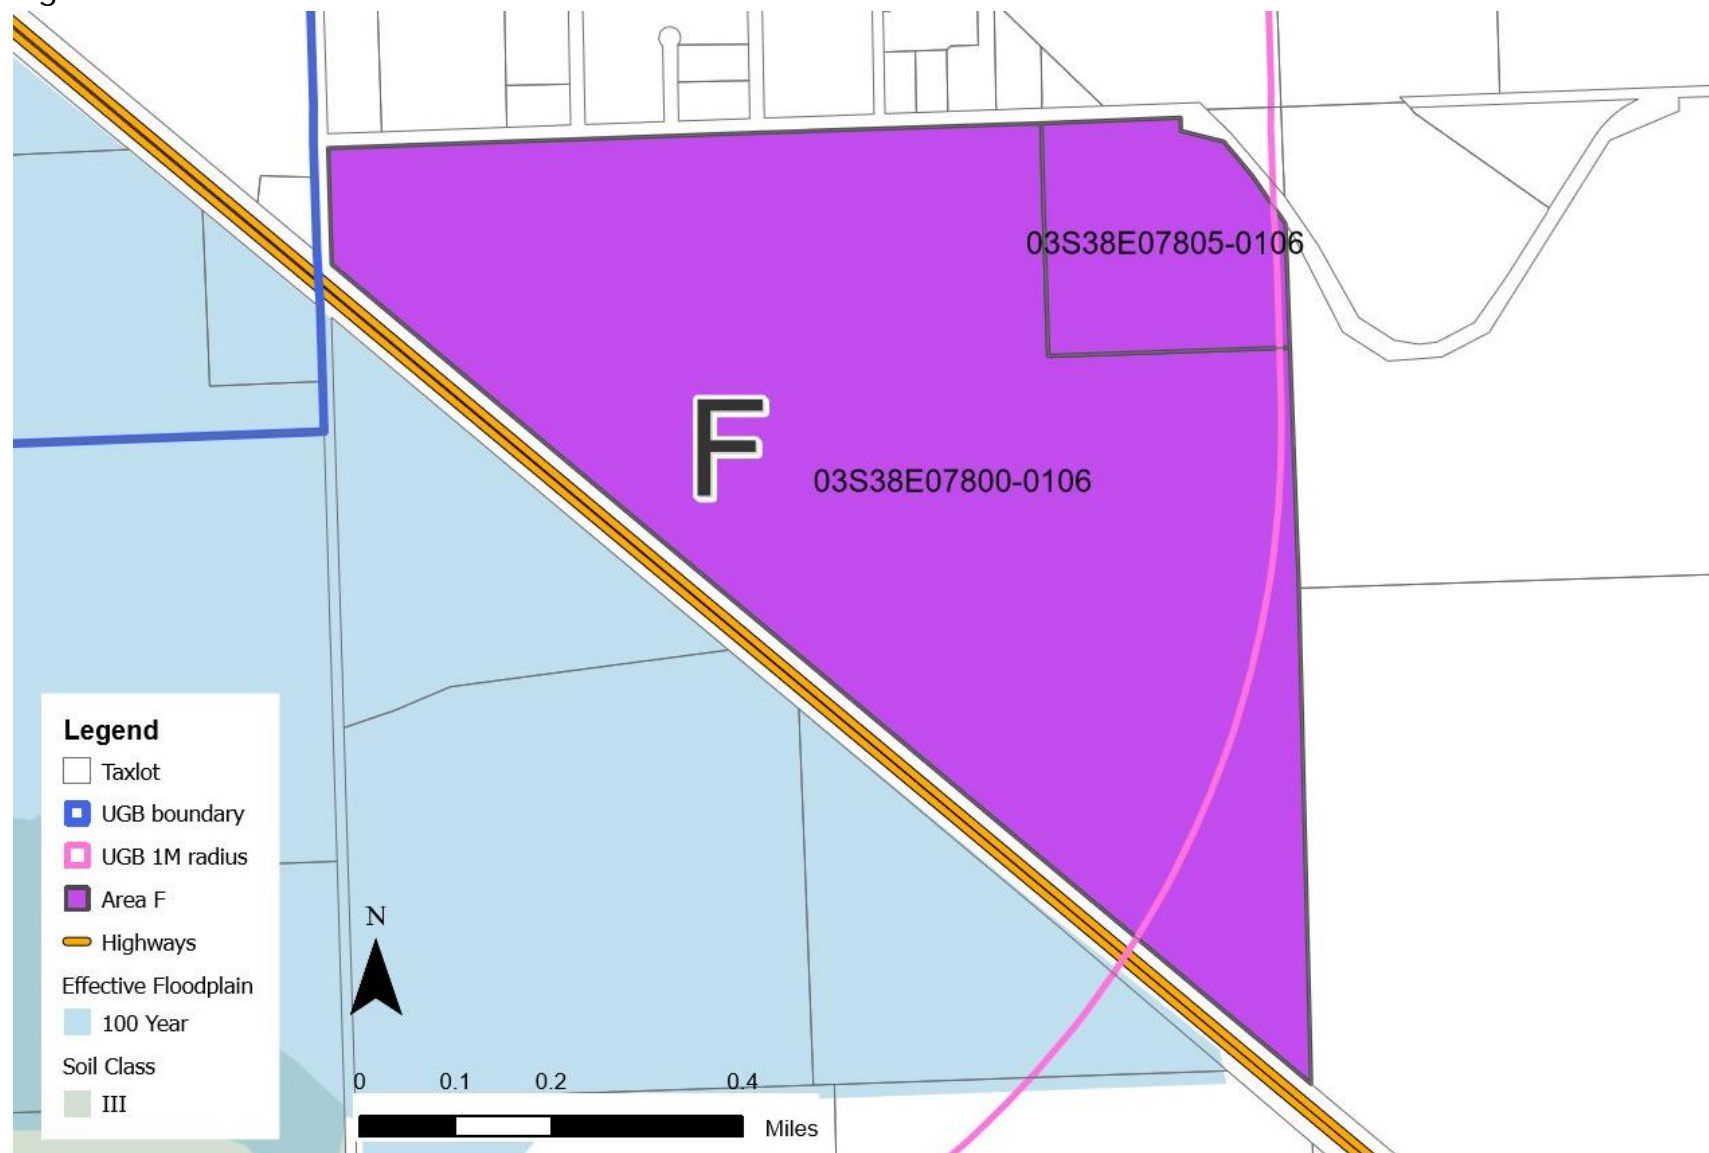 03S38E07805-0106
F
03S38E07800-0106
Legend
Taxlot
UGB boundary
UGB 1M radius
Area F
Highways
Effective Floodplain
100 Year
Soil Class
III
N
0 0.1 0.2 0.4
Miles